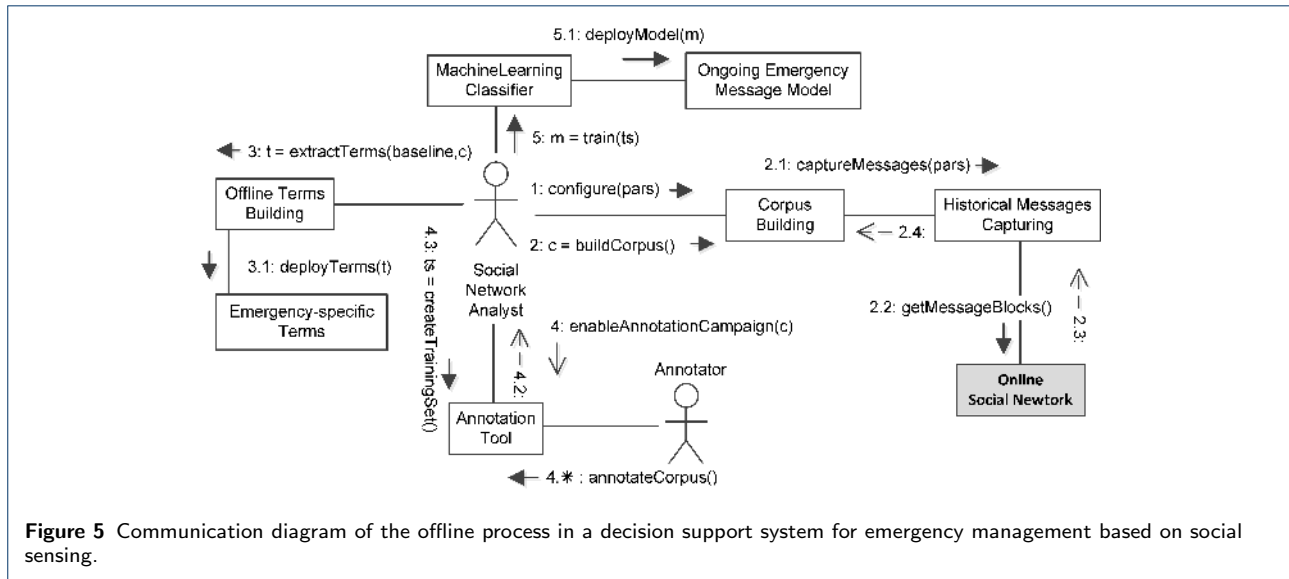 5.1: deployModel(m)
MachineLearning
Classifier
Ongoing Emergency
Message Model
3: t = extractTerms(baseline,c)
5: m = train(ts)
2.1: captureMessages(pars)
Offline Terms
Building
1: configure(pars)
Corpus
Building
Historical Messages
Capturing
2: c = buildCorpus()
2.4:
3.1: deployTerms(t)
4.3: ts = createTrainingSet()
Social
Network
Analyst
Emergency-specific
Terms
2.2: getMessageBlocks()
2.3:
4: enableAnnotationCampaign(c)
4.2:
Annotator
Online
Social Newtork
Annotation
Tool
4.* : annotateCorpus()
Figure 5 Communication diagram of the offline process in a decision support system for emergency management based on social
sensing.